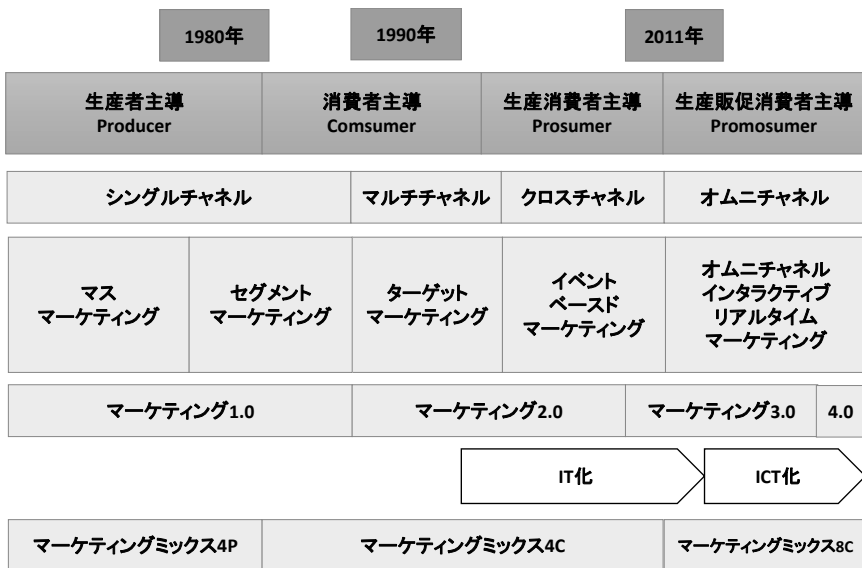 1980年
1990年
2011年
生産者主導
Producer
消費者主導
Comsumer
生産消費者主導
Prosumer
生産販促消費者主導
Promosumer
シングルチャネル
マルチチャネル
クロスチャネル
オムニチャネル
マス
マーケティング
セグメント
マーケティング
ターゲット
マーケティング
イベント
ベースド
マーケティング
オムニチャネル
インタラクティブ
リアルタイム
マーケティング
マーケティング1.0
マーケティング2.0
マーケティング3.0
4.0
IT化
ICT化
マーケティングミックス4P
マーケティングミックス4C
マーケティングミックス8C